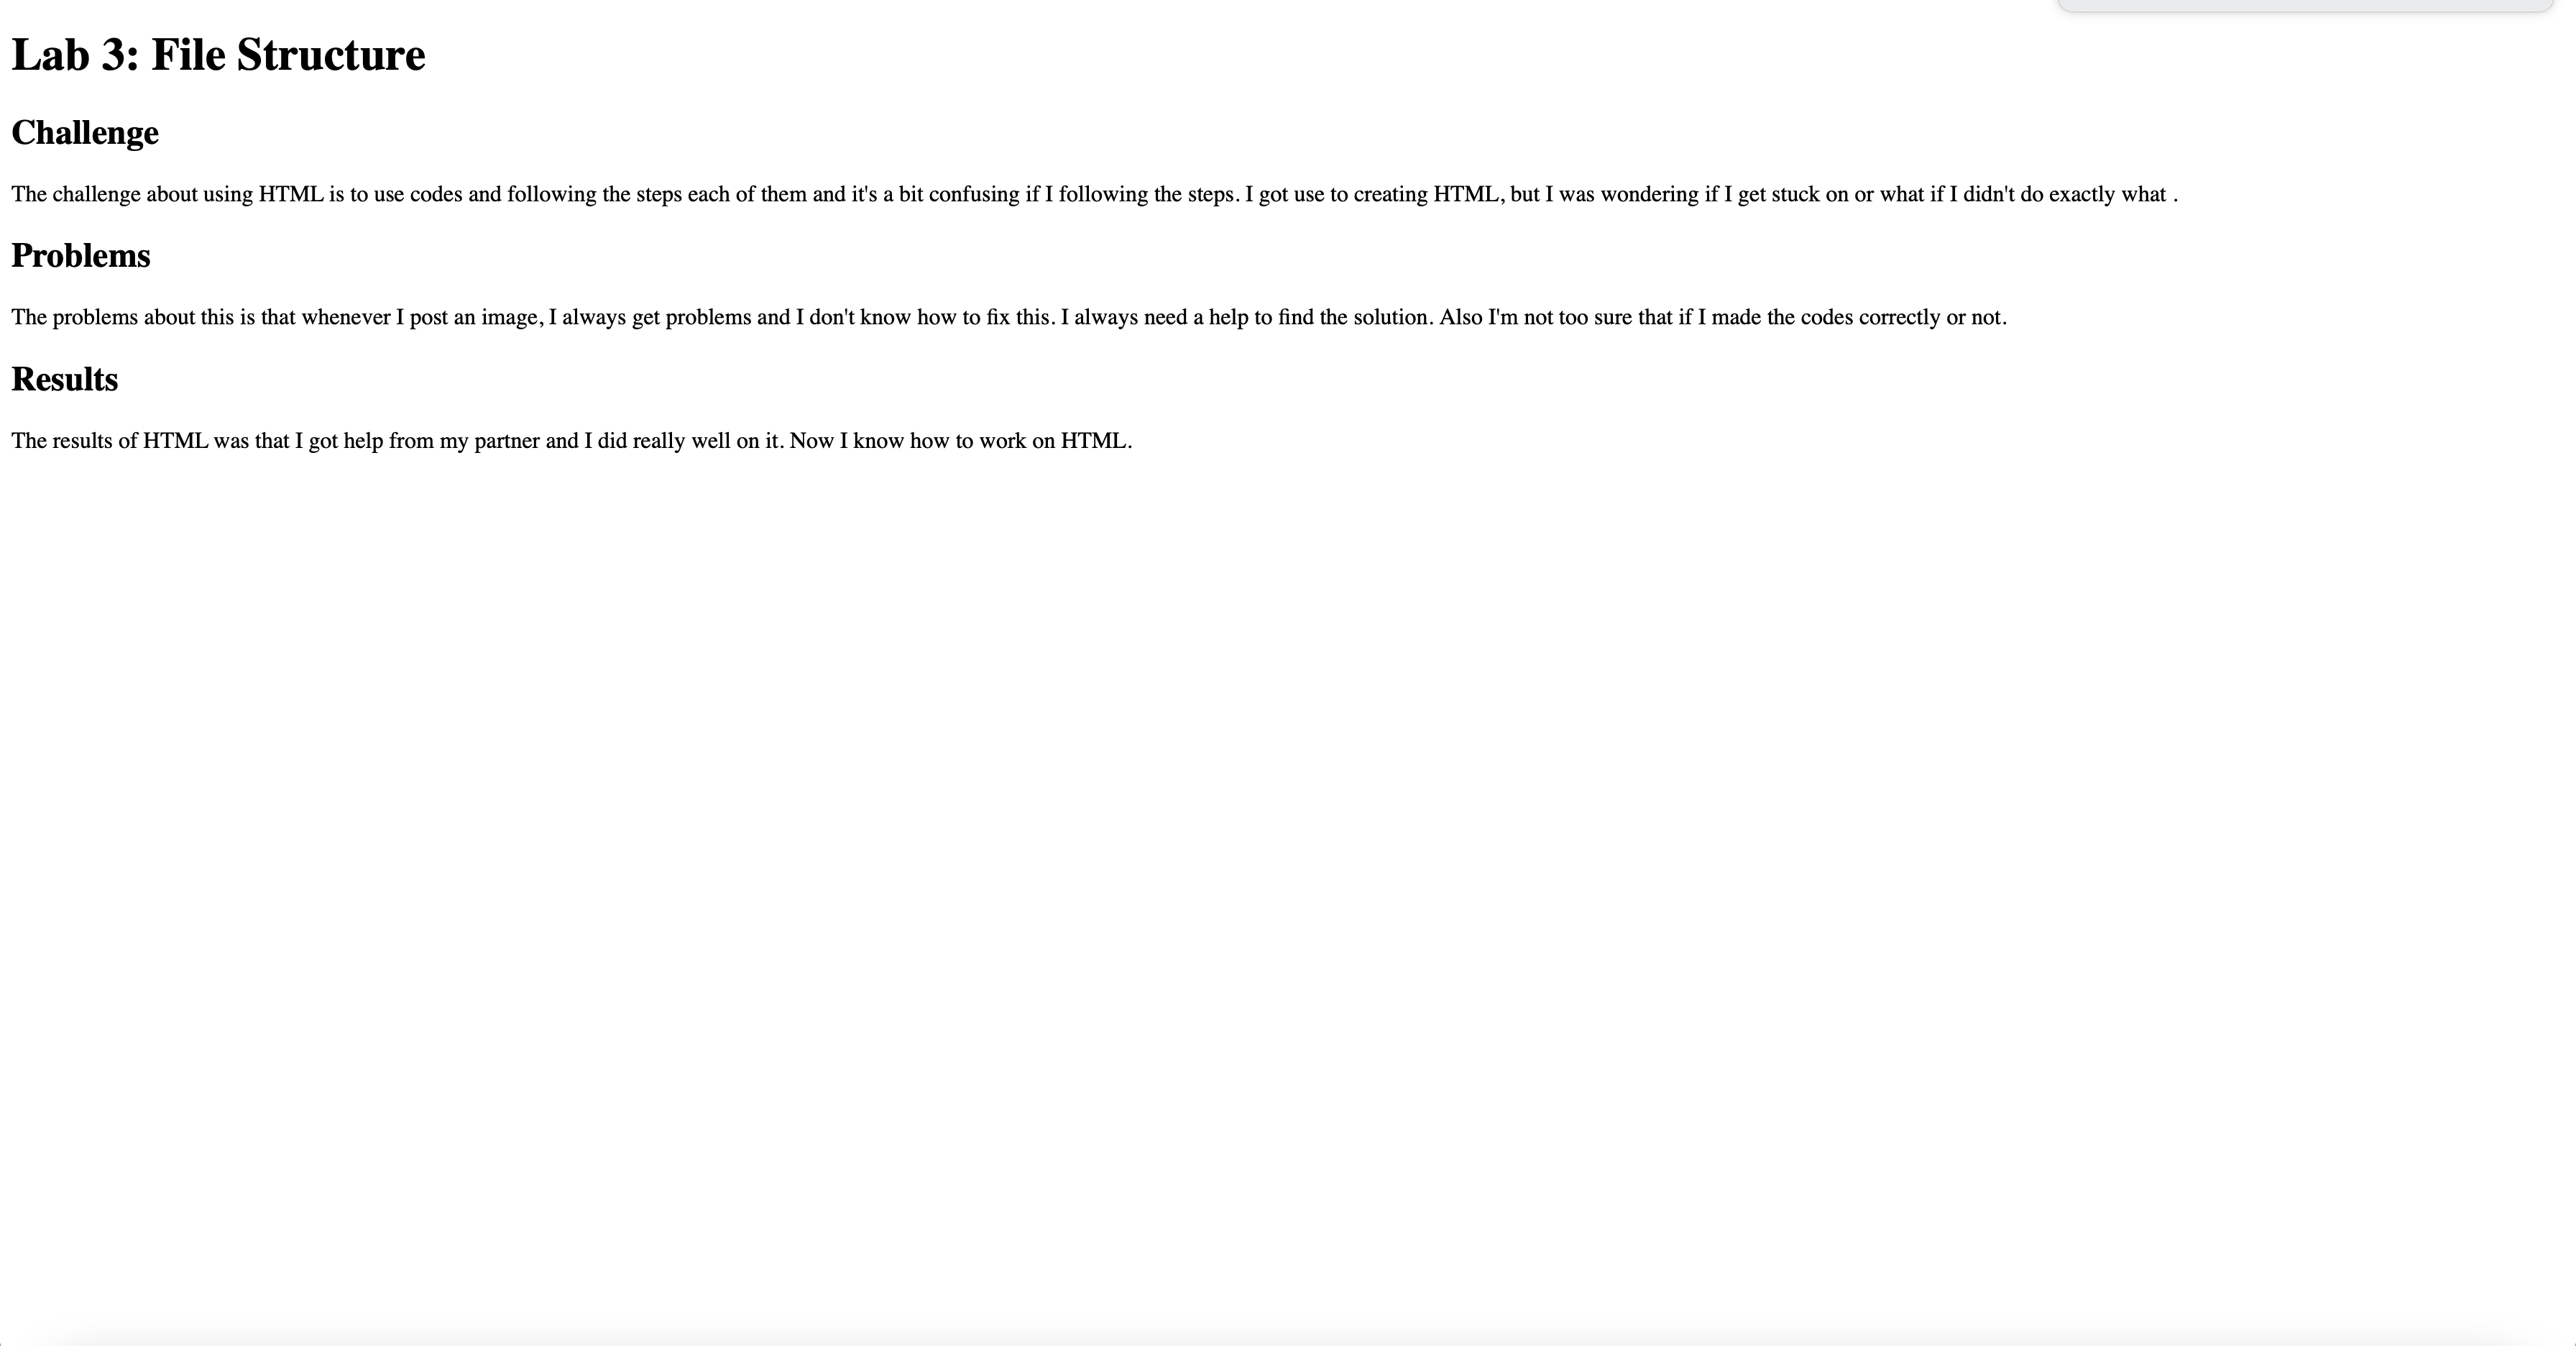 Lab 3: File Structure
Challenge
The challenge about using HTML is to use codes and following the steps each of them and it's a bit confusing if I following the steps. I got use to creating HTML, but I was wondering if I get stuck on or what if I didn't do exactly what .
Problems
The problems about this is that whenever I post an image, I always get problems and I don't know how to fix this. I always need a help to find the solution. Also I'm not too sure that if I made the codes correctly or not.
Results
The results of HTML was that I got help from my partner and I did really well on it. Now I know how to work on HTML.